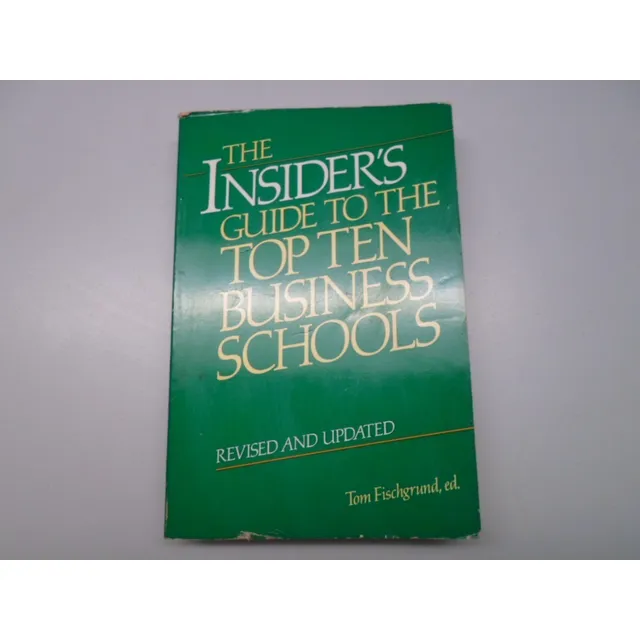 THE
INSIDER'S
GUIDE TO THE
TOP TEN
BUSINESS
SCHOOLS
REVISED AND UPDATED
Tom Fischgrund, ed.